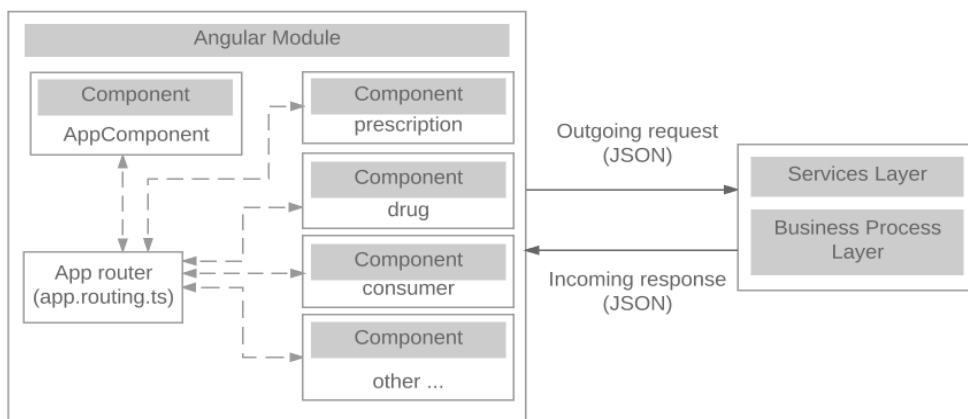 Angular Module
Component
AppComponent
App router
(app.routing.ts)
Component
prescription
Component
drug
Component
consumer
Component
other ...
Outgoing request
(JSON)
Incoming response
(JSON)
Services Layer
Business Process
Layer